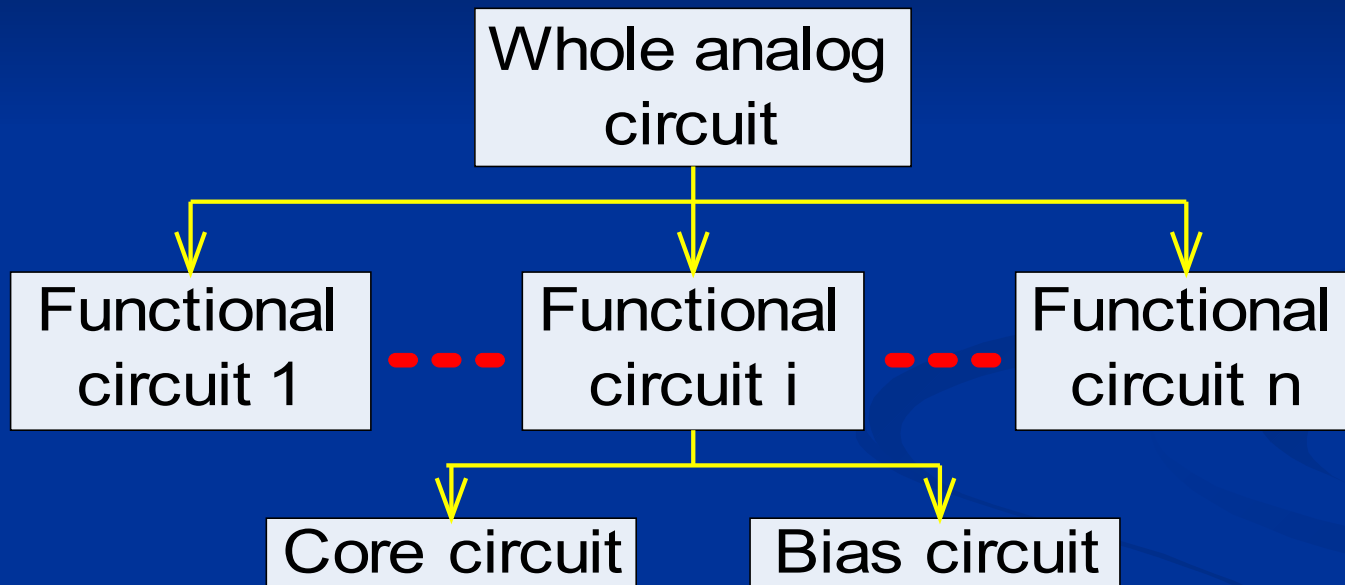 Whole analog
circuit
Functional
circuit 1
Functional
circuit i
Functional
circuit n
Core circuit
Bias circuit